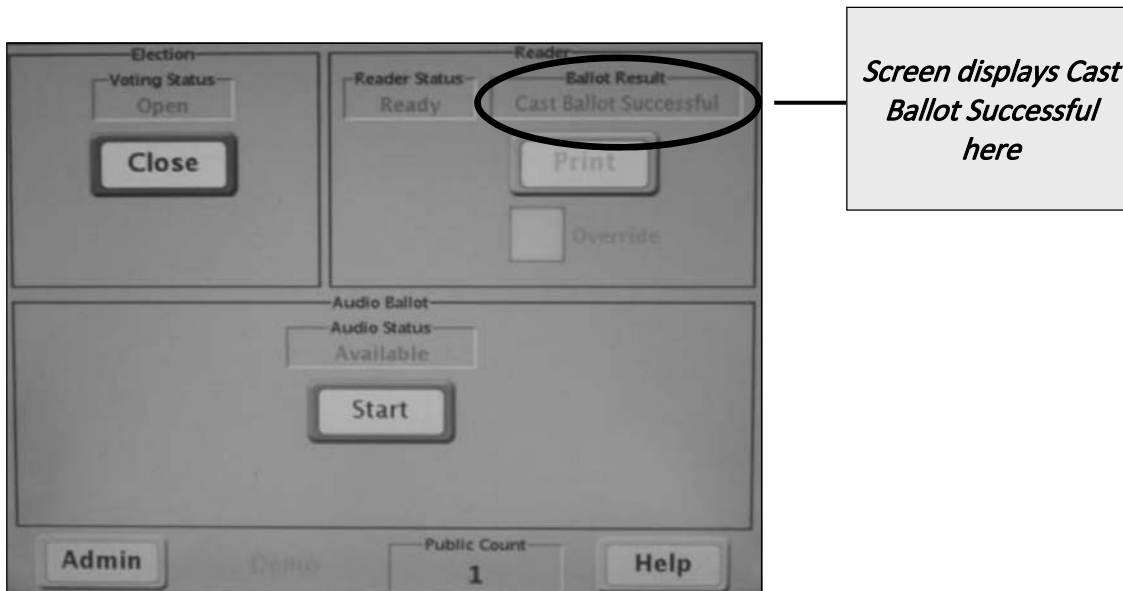 Election
Voting Status
Open
Close
Reader
Reader Status
Ready
Ballot Result
Cast Ballot Successful
Print
Override
Audio Ballot
Audio Status
Available
Start
Admin
Demo
Public Count
1
Help
Screen displays Cast
Ballot Successful
here